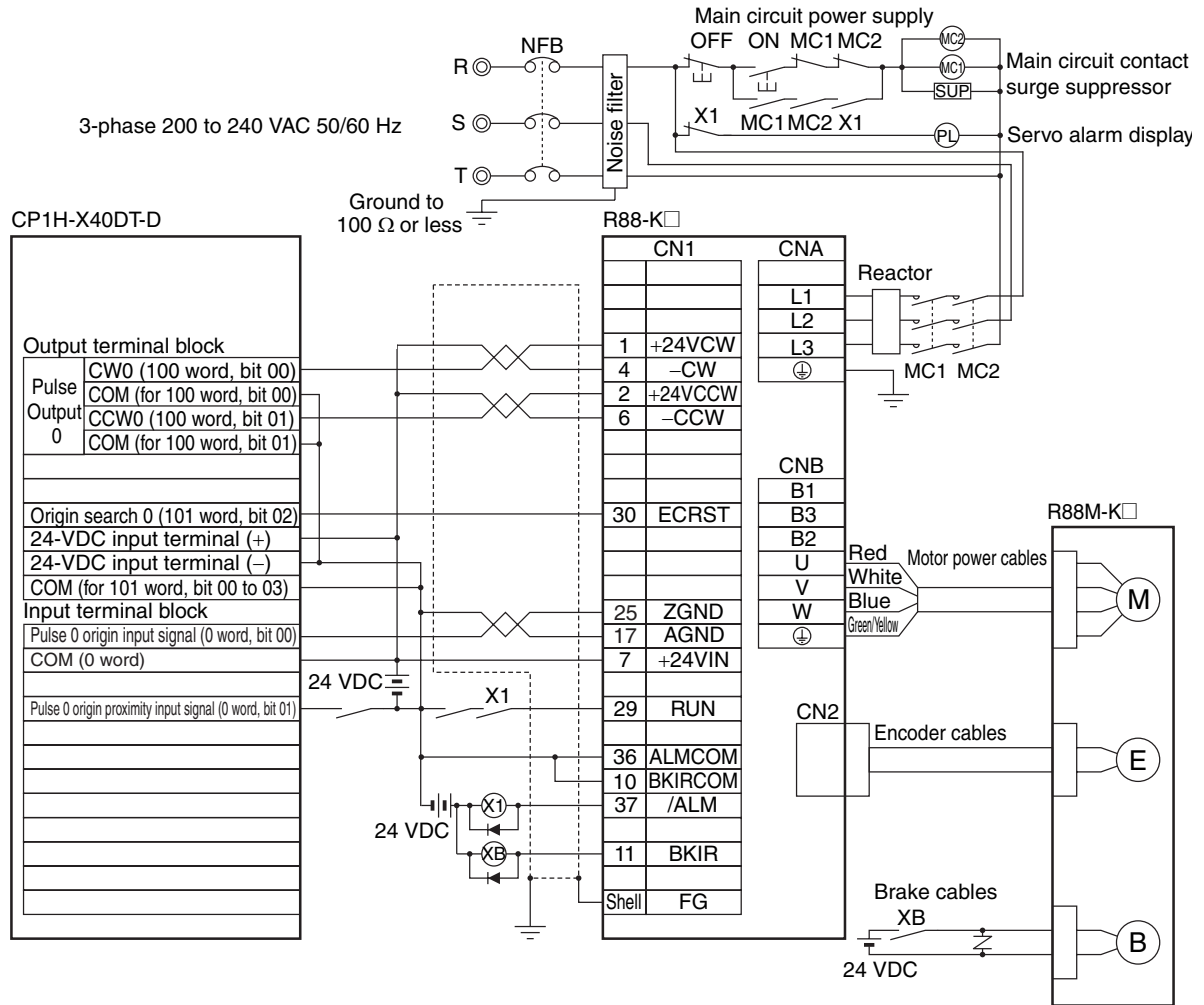 Main circuit power supply
OFF ON MC1 MC2
MC2
NFB
R
MC1
Main circuit contact
SUP
surge suppressor
Noise filter
3-phase 200 to 240 VAC 50/60 Hz
S
X1
MC1 MC2 X1
PL
Servo alarm display
T
Ground to
100 Ω or less
CP1H-X40DT-D
R88-K□
CN1
CNA
Reactor
L1
L2
L3
MC1 MC2
Output terminal block
Pulse
Output
0
CW0 (100 word, bit 00)
COM (for 100 word, bit 00)
CCW0 (100 word, bit 01)
COM (for 100 word, bit 01)
1 +24VCW
4 −CW
2 +24VCCW
6 −CCW
CNB
B1
B3
B2
U
V
W
Origin search 0 (101 word, bit 02)
24-VDC input terminal (+)
24-VDC input terminal (−)
COM (for 101 word, bit 00 to 03)
30 ECRST
R88M-K□
Red
White
Blue
Green/Yellow
Motor power cables
M
Input terminal block
Pulse 0 origin input signal (0 word, bit 00)
COM (0 word)
25 ZGND
17 AGND
7 +24VIN
24 VDC
Pulse 0 origin proximity input signal (0 word, bit 01)
X1
29 RUN
CN2
Encoder cables
E
36 ALMCOM
10 BKIRCOM
37 /ALM
X1
24 VDC
XB
11 BKIR
Shell FG
Brake cables
XB
24 VDC
B